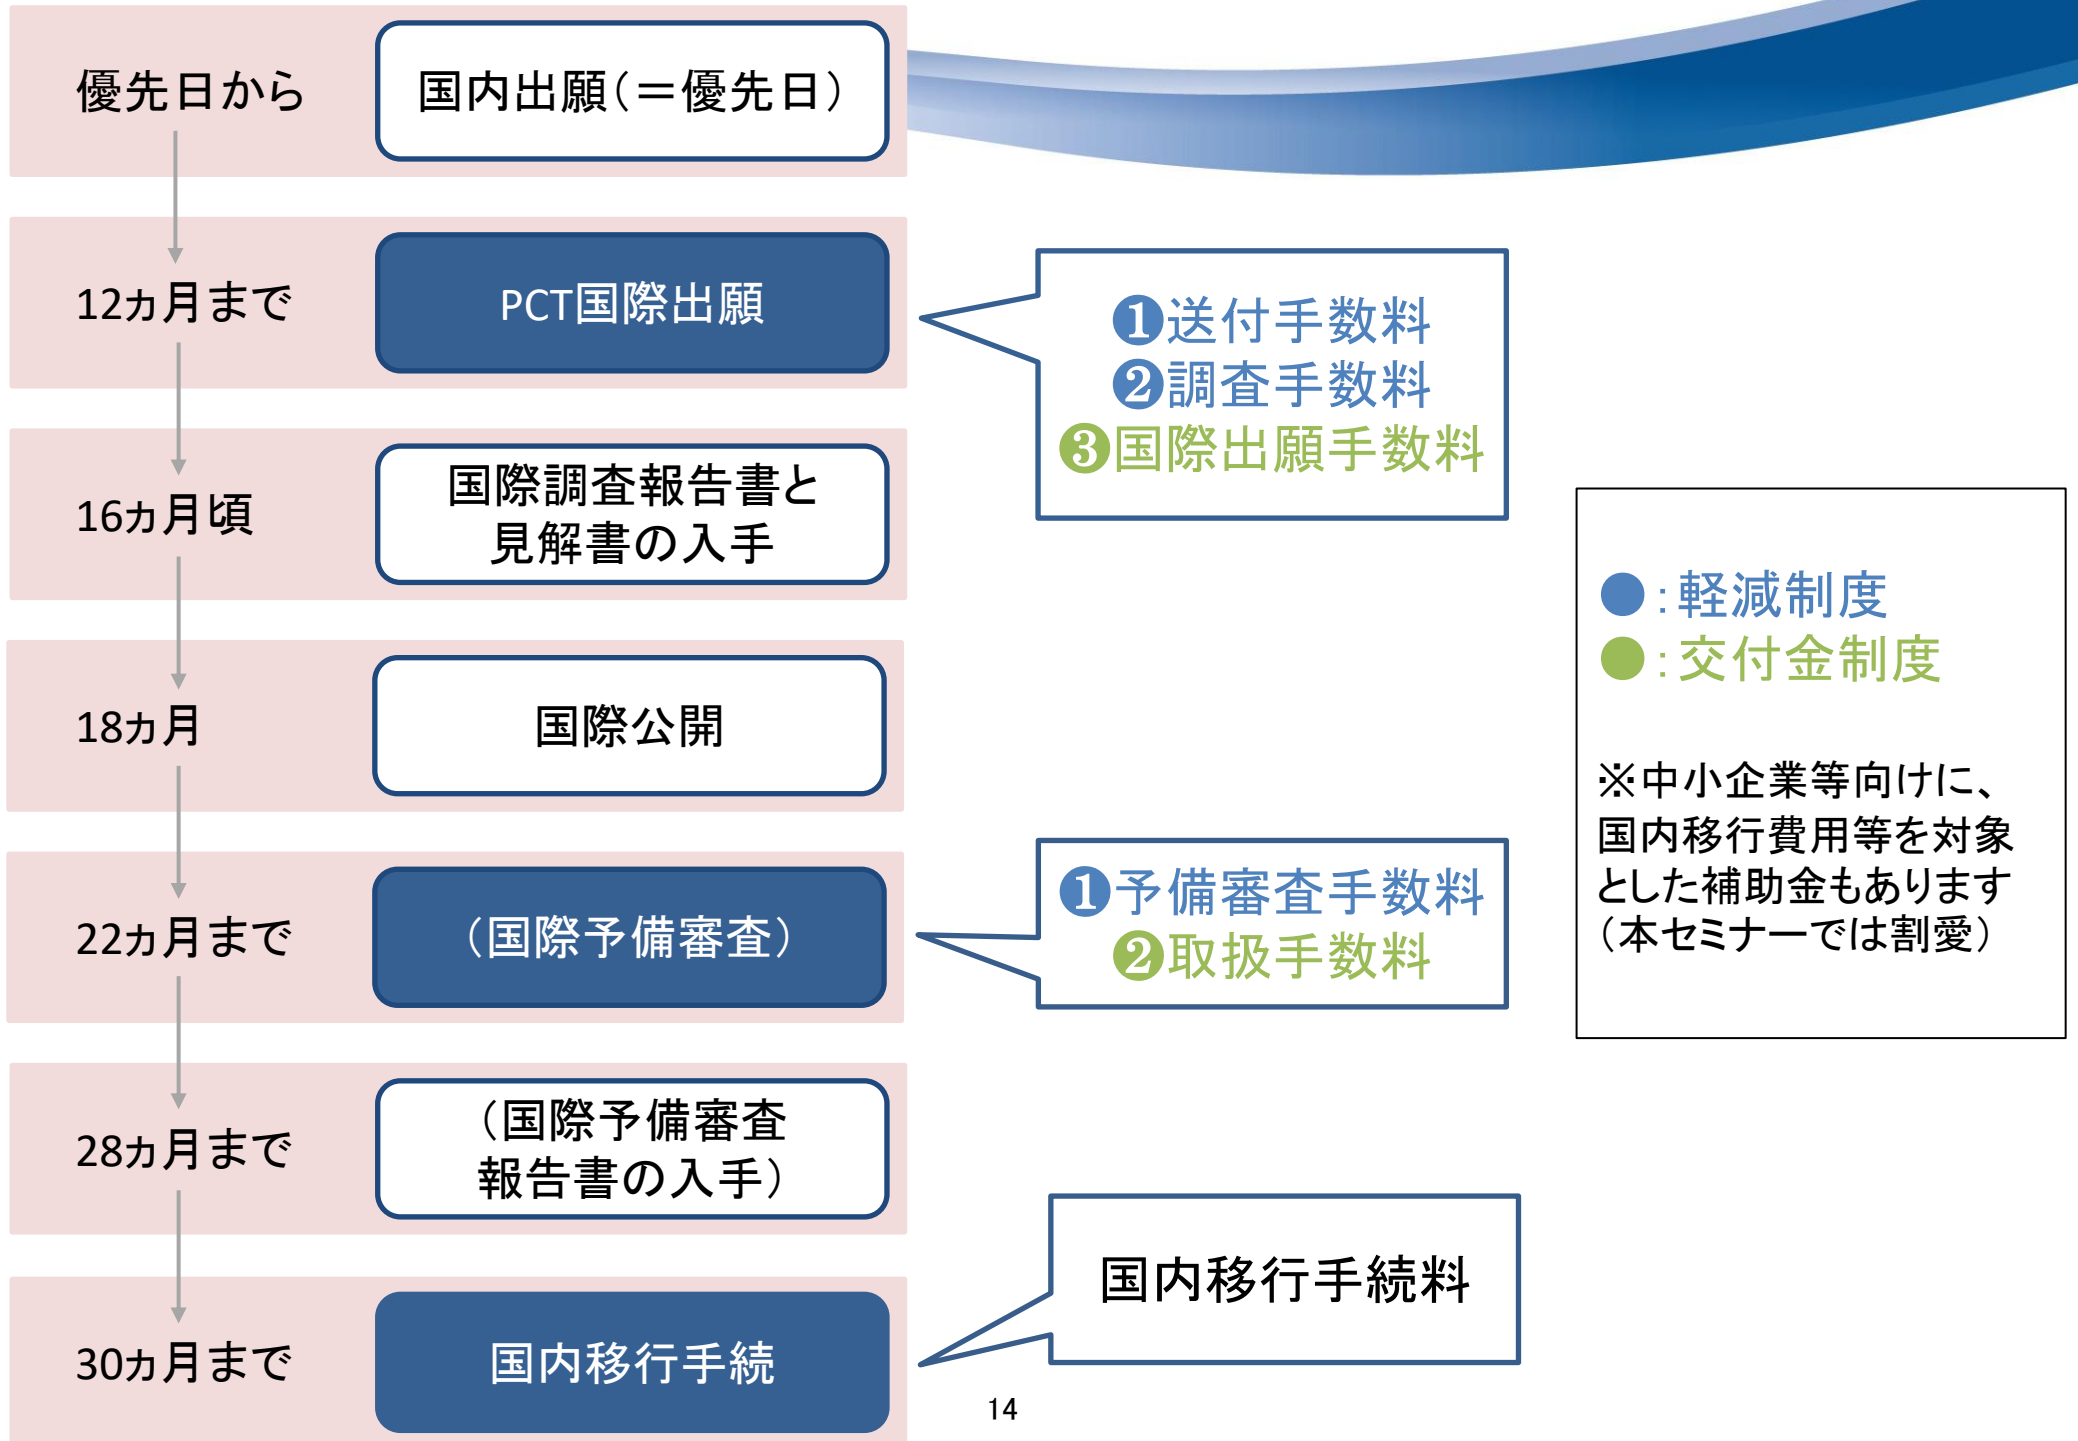 優先日から
国内出願（＝優先日）
12ヵ月まで
PCT国際出願
❶送付手数料
❷調査手数料
❸国際出願手数料
16ヵ月頃
国際調査報告書と
見解書の入手
18ヵ月
国際公開
22ヵ月まで
（国際予備審査）
❶予備審査手数料
❷取扱手数料
28ヵ月まで
（国際予備審査
報告書の入手）
30ヵ月まで
国内移行手続
国内移行手続料
●：軽減制度
●：交付金制度
※中小企業等向けに、
国内移行費用等を対象
とした補助金もあります
（本セミナーでは割愛）
14